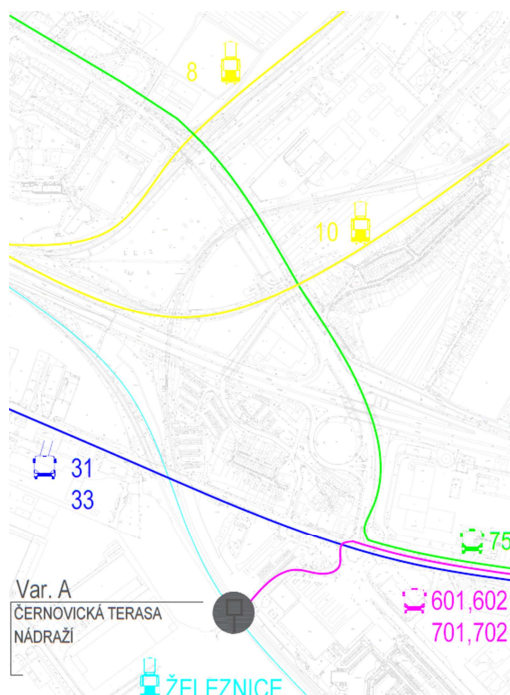 8
10
31
33
75
Var. A
ČERNOVICKÁ TERASA
NÁDRAŽÍ
601,602
701,702
ŽELEZNICE